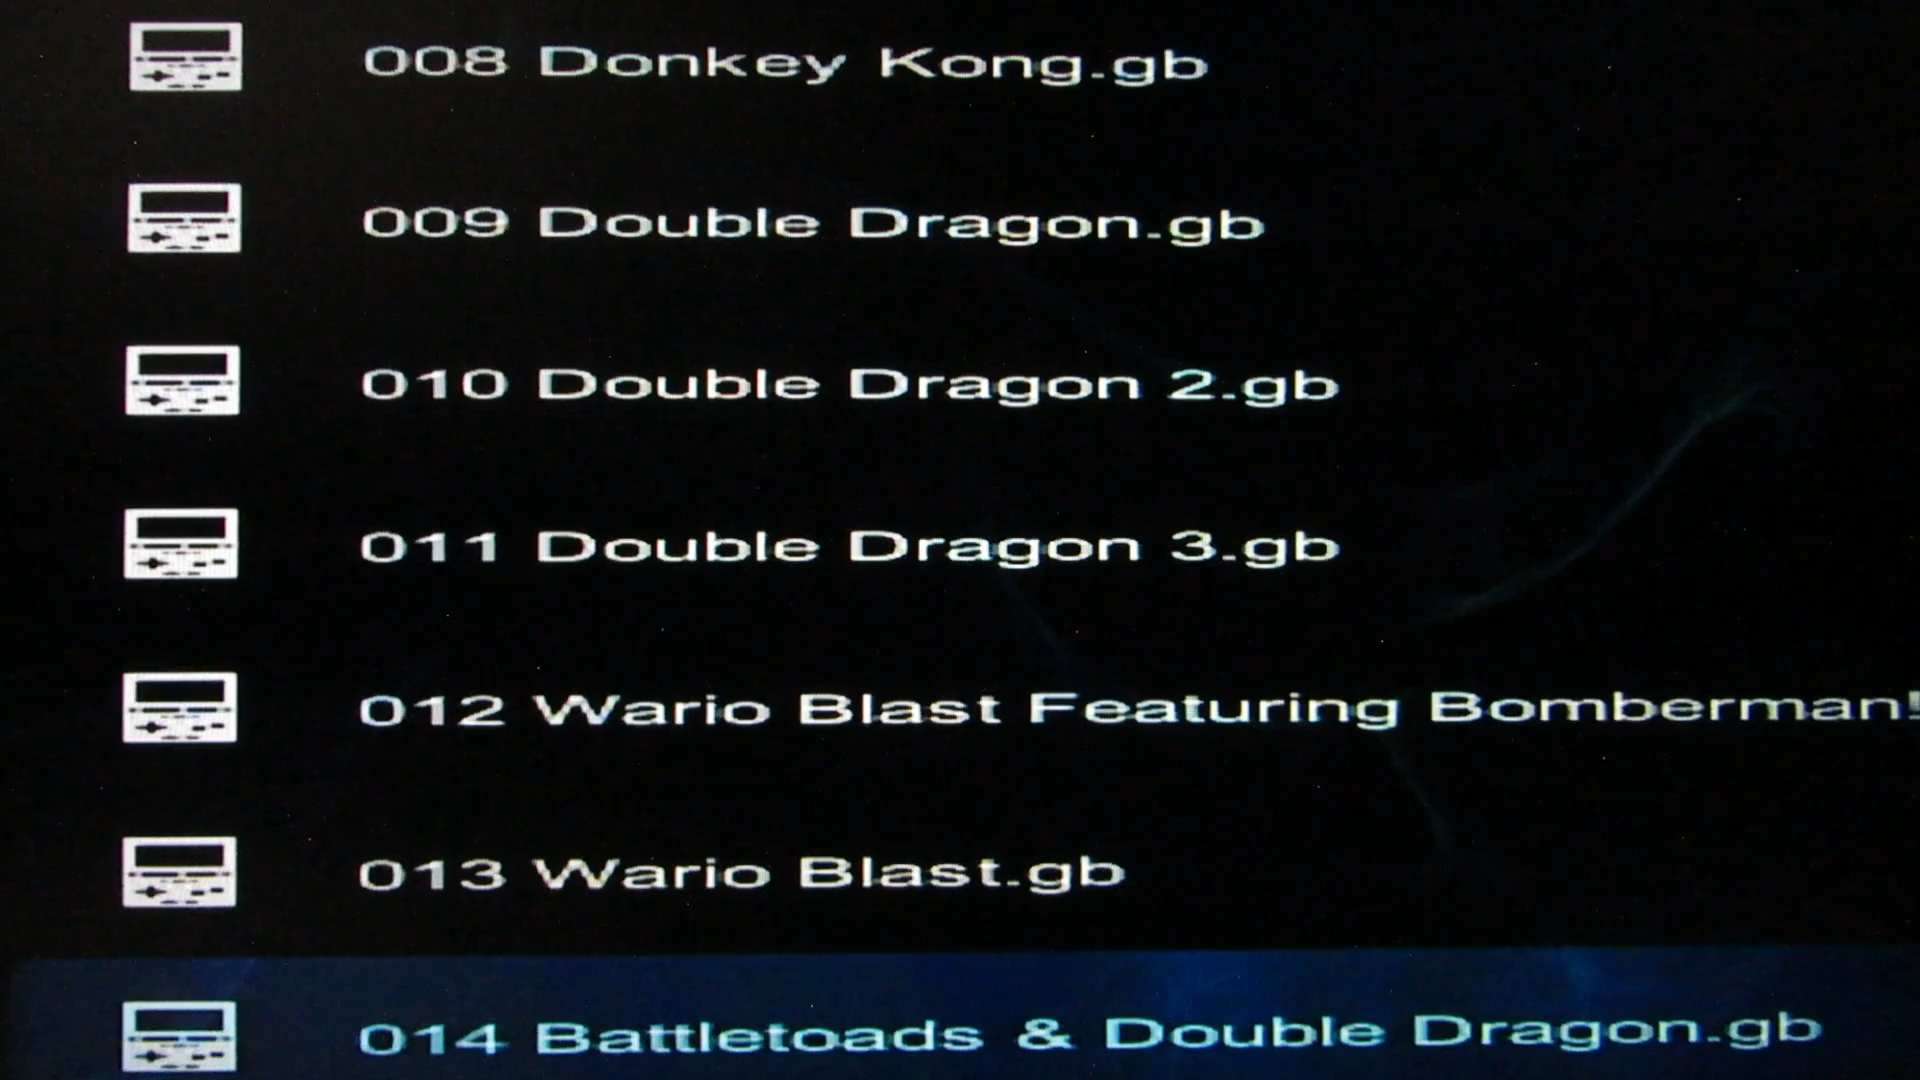 008 Donkey Kong.gb
009 Double Dragon.gb
010 Double Dragon 2.gb
011 Double Dragon 3.gb
012 Wario Blast Featuring Bomberman!
013 Wario Blast.gb
014 Battletoads & Double Dragon.gb